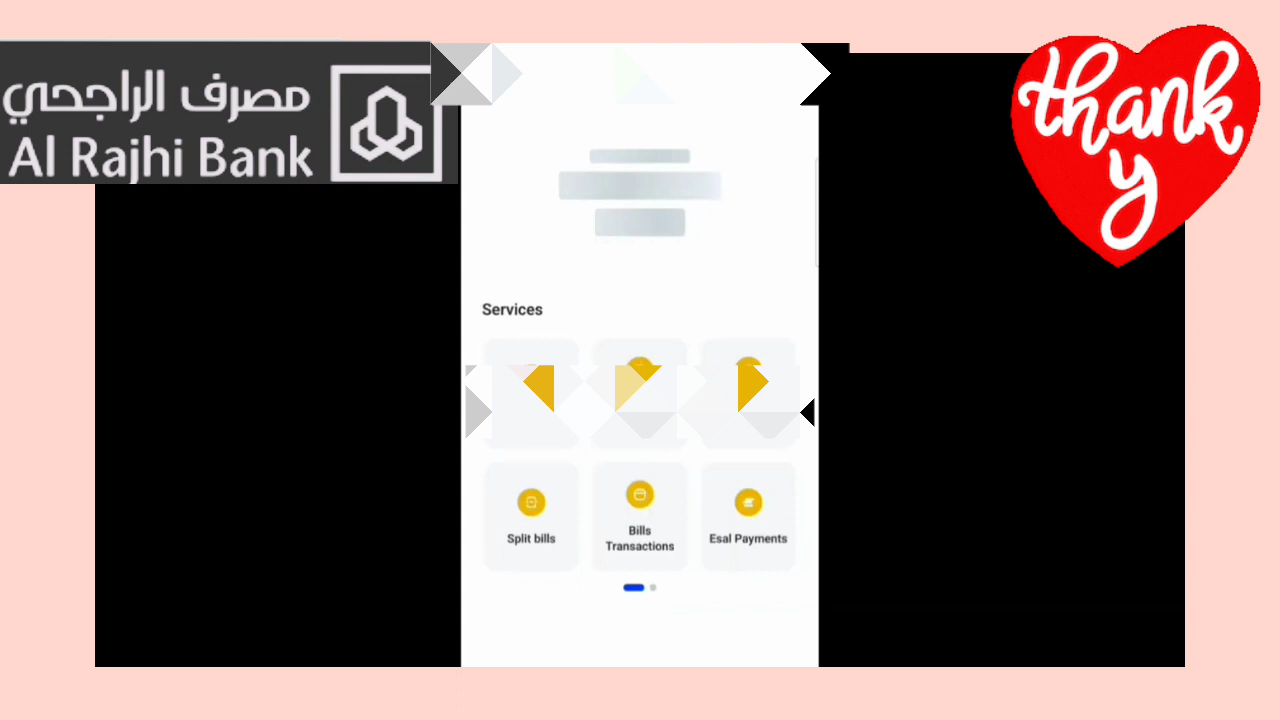 مصرف الراجحي
Al Rajhi Bank
thank
y
Services
Split bills
Bills
Transactions
Esal Payments